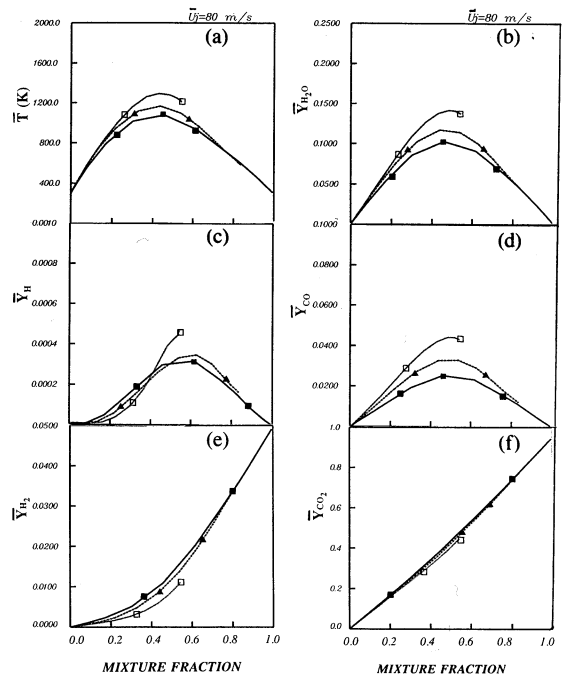 Ūj=80 m/s
Ūj=80 m/s
(a)
2000.0
1600.0
1200.0
800.0
400.0
T̅ (K)
(b)
0.2500
0.2000
0.1500
0.1000
0.0500
Y̅H₂O
(c)
0.0010
0.0008
0.0006
0.0004
0.0002
Y̅H
(d)
0.1000
0.0800
0.0600
0.0400
0.0200
Y̅CO
(e)
0.0500
0.0400
0.0300
0.0200
0.0100
0.0000
Y̅H₂
0.0 0.2 0.4 0.6 0.8 1.0
MIXTURE FRACTION
(f)
1.0
0.8
0.6
0.4
0.2
0.0
Y̅CO₂
0.0 0.2 0.4 0.6 0.8 1.0
MIXTURE FRACTION